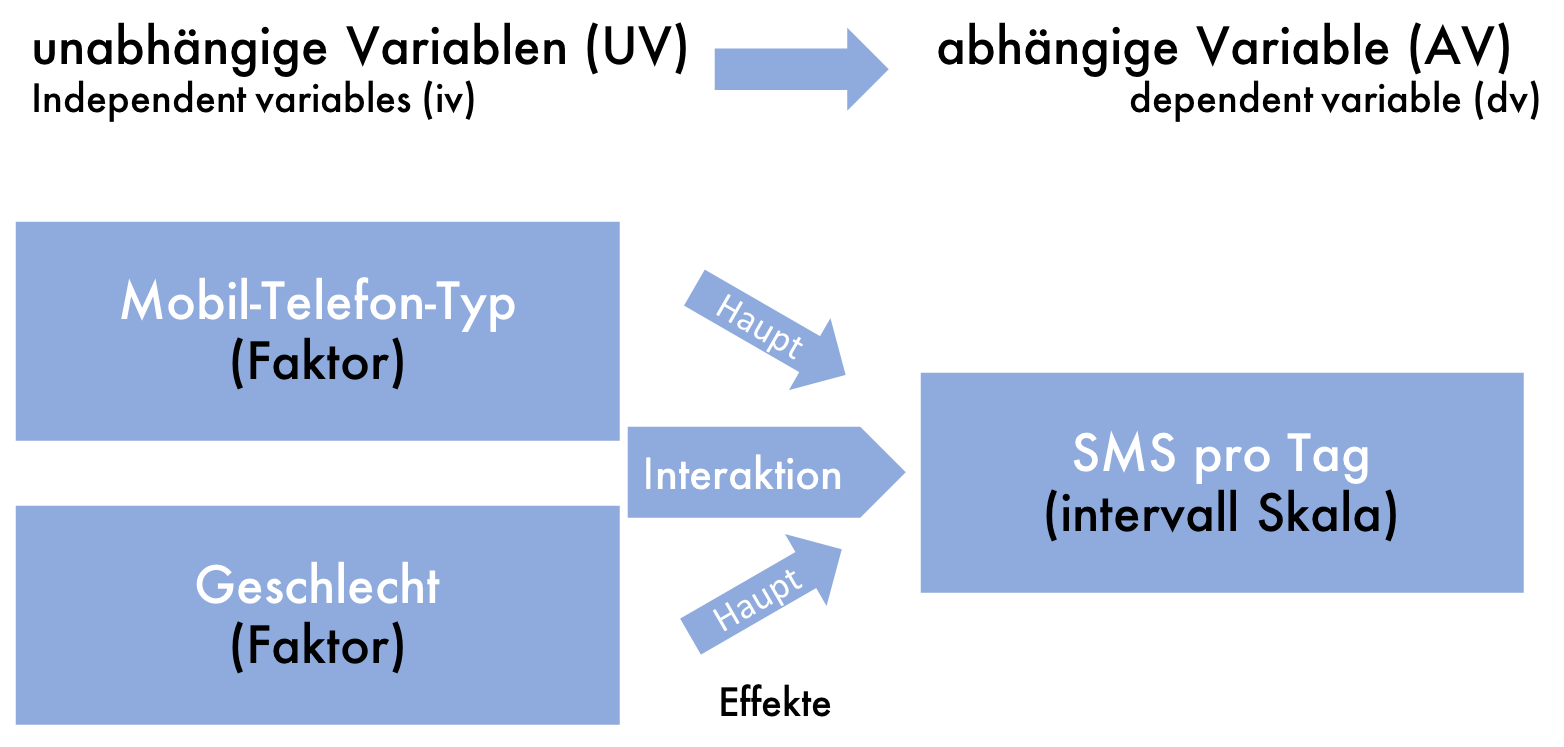 unabhängige Variablen (UV)
Independent variables (iv)
abhängige Variable (AV)
dependent variable (dv)
Mobil-Telefon-Typ
(Faktor)
Haupt
Interaktion
SMS pro Tag
(intervall Skala)
Geschlecht
(Faktor)
Haupt
Effekte